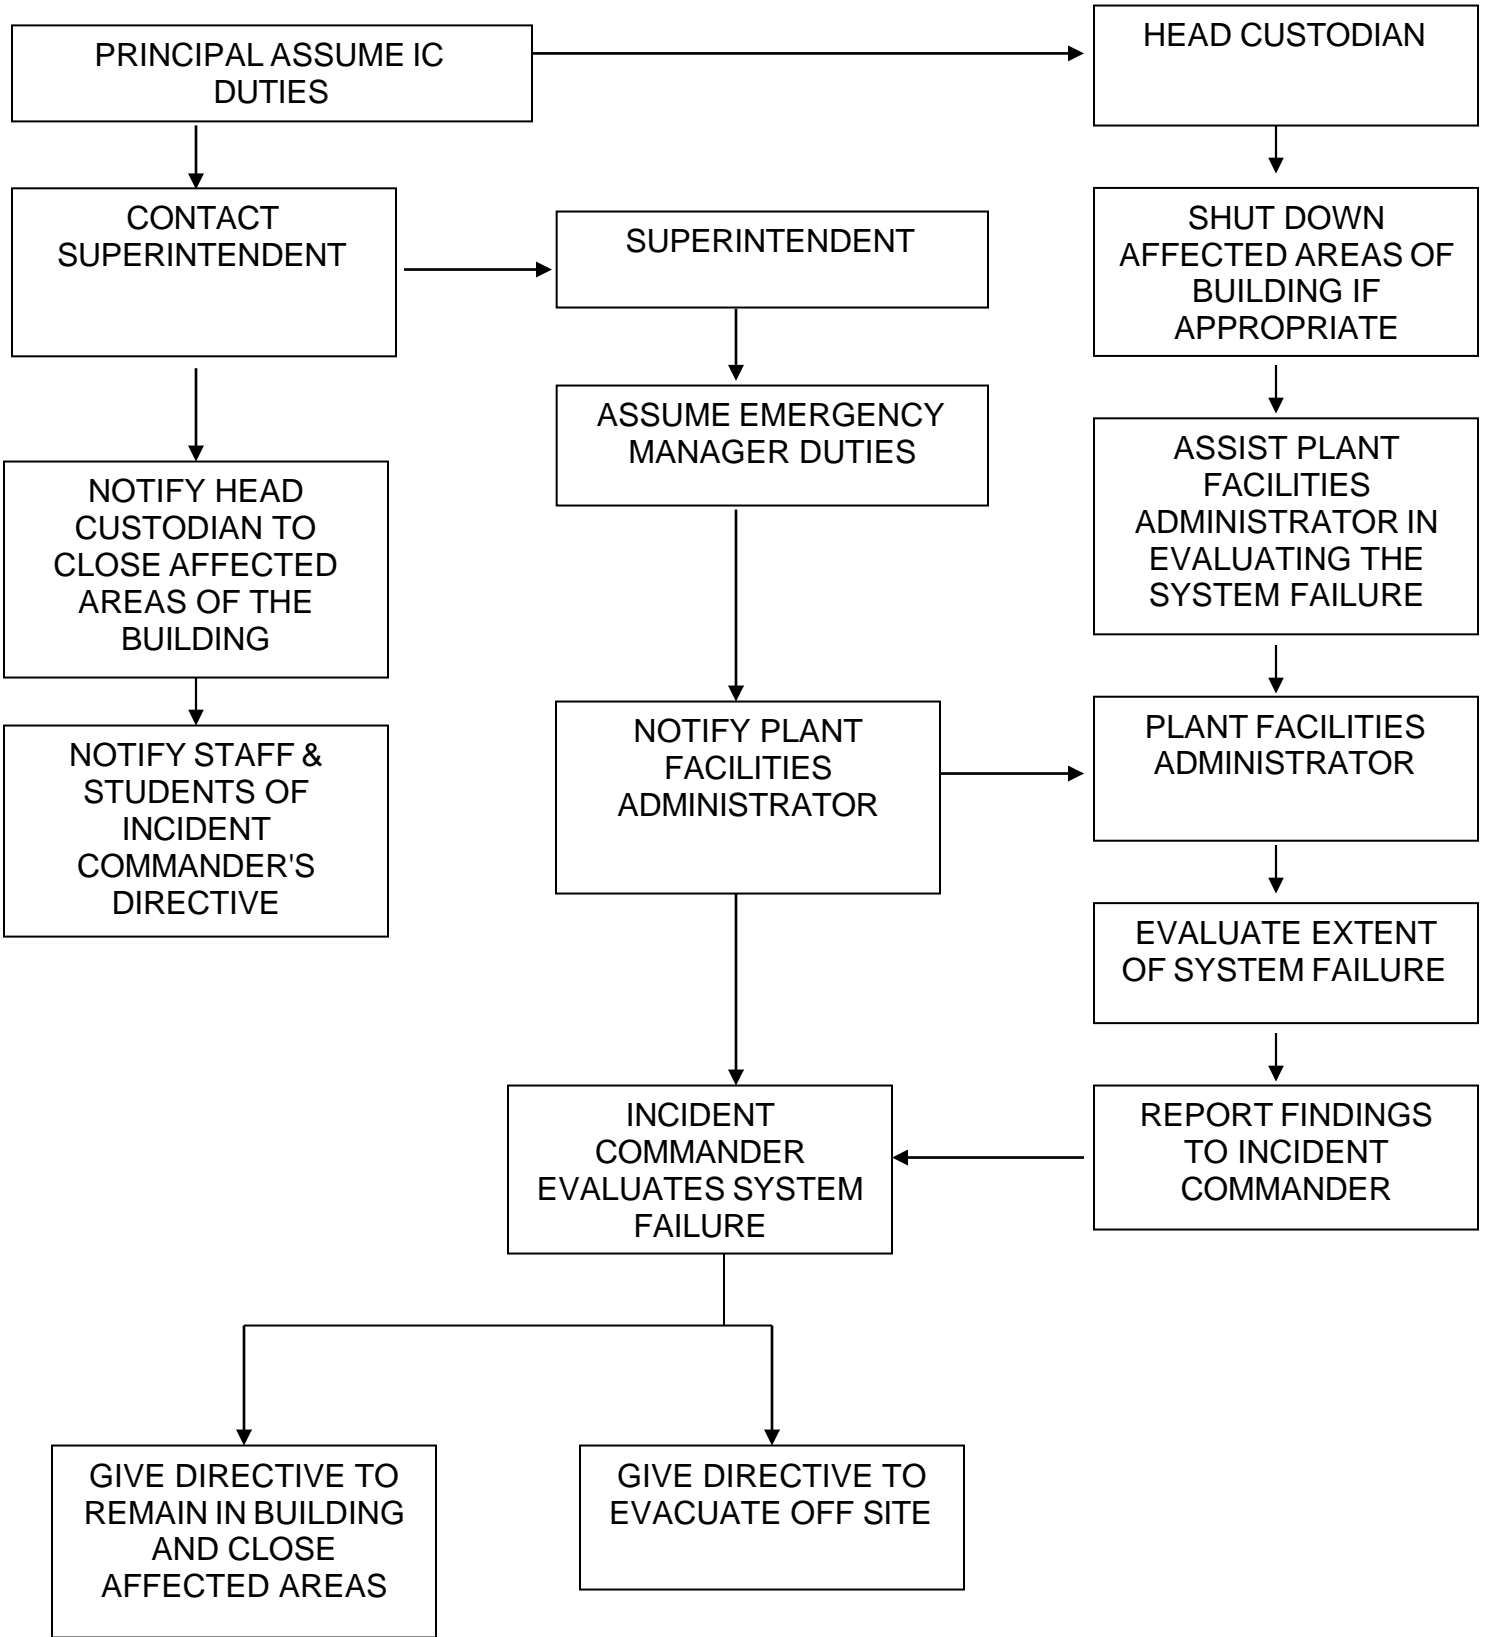 PRINCIPAL ASSUME IC
DUTIES
HEAD CUSTODIAN
CONTACT
SUPERINTENDENT
SUPERINTENDENT
SHUT DOWN
AFFECTED AREAS OF
BUILDING IF
APPROPRIATE
ASSUME EMERGENCY
MANAGER DUTIES
ASSIST PLANT
FACILITIES
ADMINISTRATOR IN
EVALUATING THE
SYSTEM FAILURE
NOTIFY HEAD
CUSTODIAN TO
CLOSE AFFECTED
AREAS OF THE
BUILDING
NOTIFY STAFF &
STUDENTS OF
INCIDENT
COMMANDER'S
DIRECTIVE
NOTIFY PLANT
FACILITIES
ADMINISTRATOR
PLANT FACILITIES
ADMINISTRATOR
EVALUATE EXTENT
OF SYSTEM FAILURE
INCIDENT
COMMANDER
EVALUATES SYSTEM
FAILURE
REPORT FINDINGS
TO INCIDENT
COMMANDER
GIVE DIRECTIVE TO
REMAIN IN BUILDING
AND CLOSE
AFFECTED AREAS
GIVE DIRECTIVE TO
EVACUATE OFF SITE